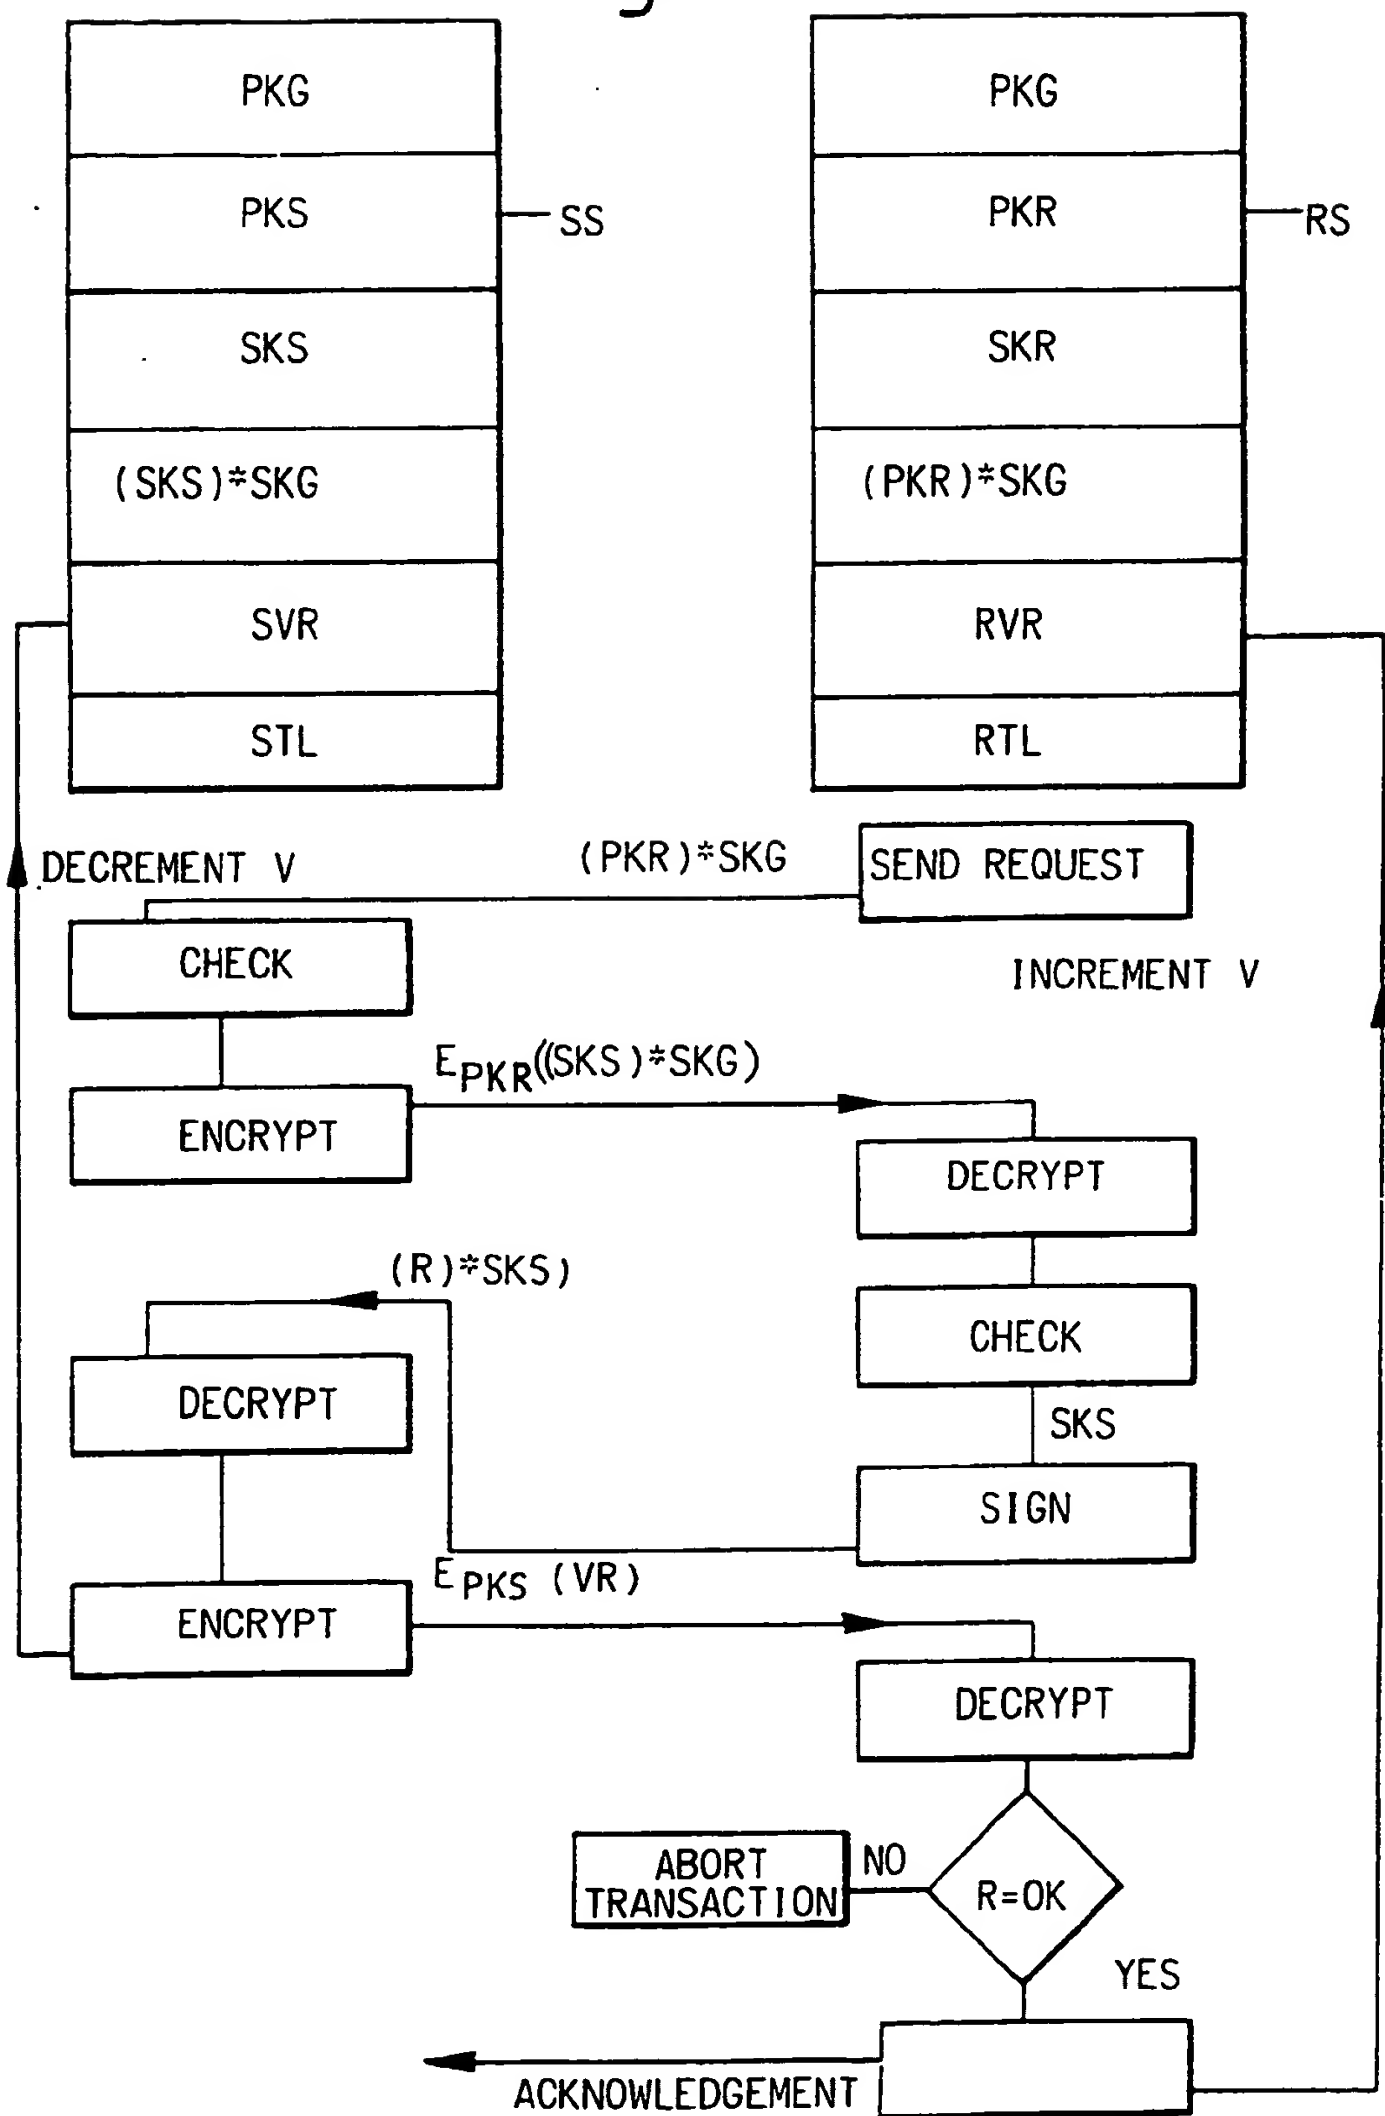 PKG
PKS
SS
SKS
(SKS)*SKG
SVR
STL
PKG
PKR
RS
SKR
(PKR)*SKG
RVR
RTL
DECREMENT V
(PKR)*SKG
SEND REQUEST
CHECK
INCREMENT V
EPKR((SKS)*SKG)
ENCRYPT
DECRYPT
(R)*SKS)
CHECK
DECRYPT
SKS
SIGN
EPKS (VR)
ENCRYPT
DECRYPT
ABORT
TRANSACTION
NO
R=OK
YES
ACKNOWLEDGEMENT